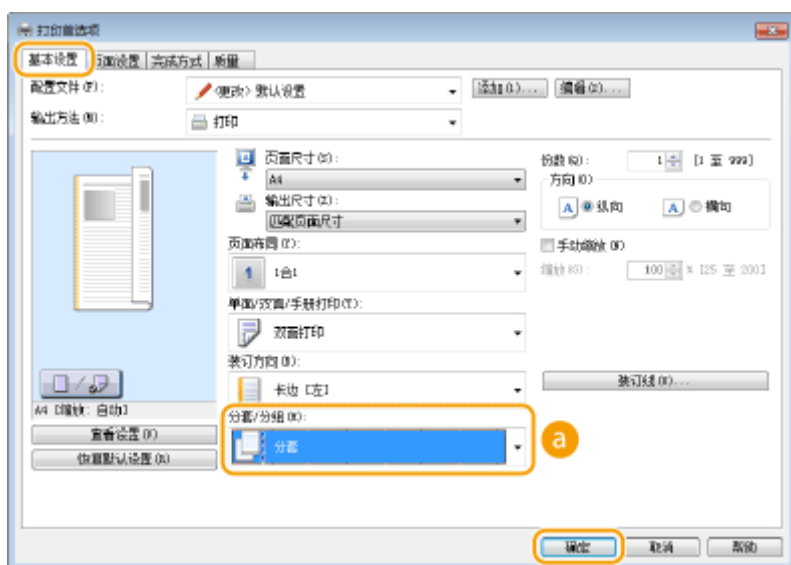 打印首选项
基本设置 页面设置 完成方式 质量
配置文件(F): <更改> 默认设置 添加(1)... 编辑(2)...
输出方法(M): 打印
页面尺寸(S): 份数(Q): 1 [1 至 999]
A4 方向(O)
输出尺寸(Z): A 纵向 A 横向
匹配页面尺寸
页面布局(Y): 手动缩放(N)
1 1合1 缩放(G): 100 % [25 至 200]
单面/双面/手册打印(T):
双面打印
装订方向(B): 装订线(U)...
长边 [左]
A4 [缩放: 自动] 分套/分组(K):
查看设置(V) 分套 a
恢复默认设置(R)
确定 取消 帮助